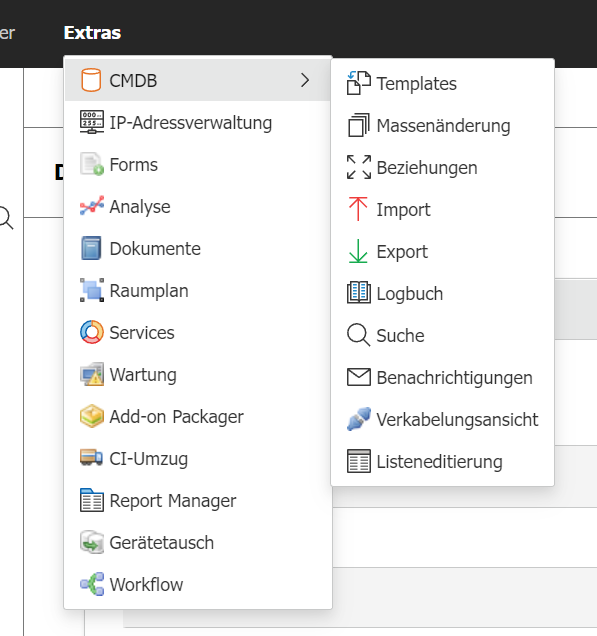 er
Extras
CMDB
IP-Adressverwaltung
Forms
Analyse
Dokumente
Raumplan
Services
Wartung
Add-on Packager
CI-Umzug
Report Manager
Gerätetausch
Workflow
Templates
Massenänderung
Beziehungen
Import
Export
Logbuch
Suche
Benachrichtigungen
Verkabelungsansicht
Listeneditierung